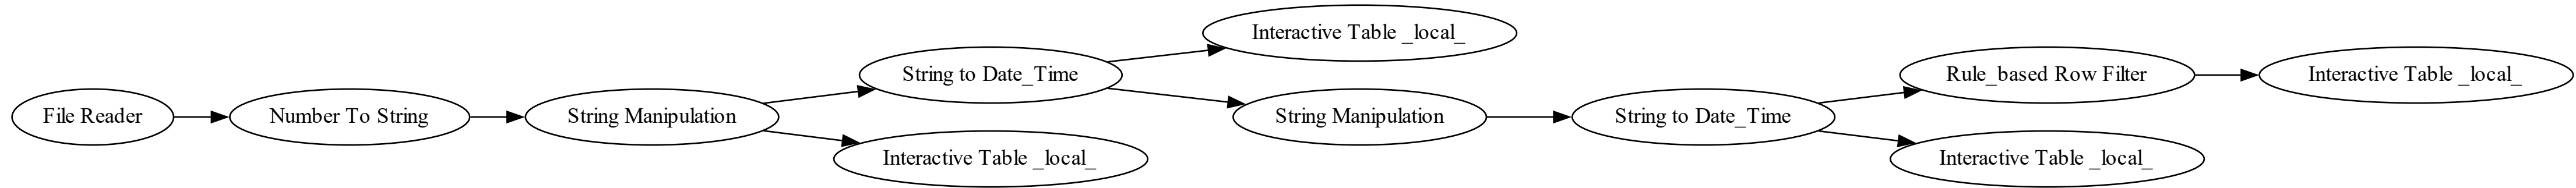 File Reader
Number To String
String Manipulation
String to Date_Time
Interactive Table _local_
Interactive Table _local_
String Manipulation
String to Date_Time
Rule_based Row Filter
Interactive Table _local_
Interactive Table _local_